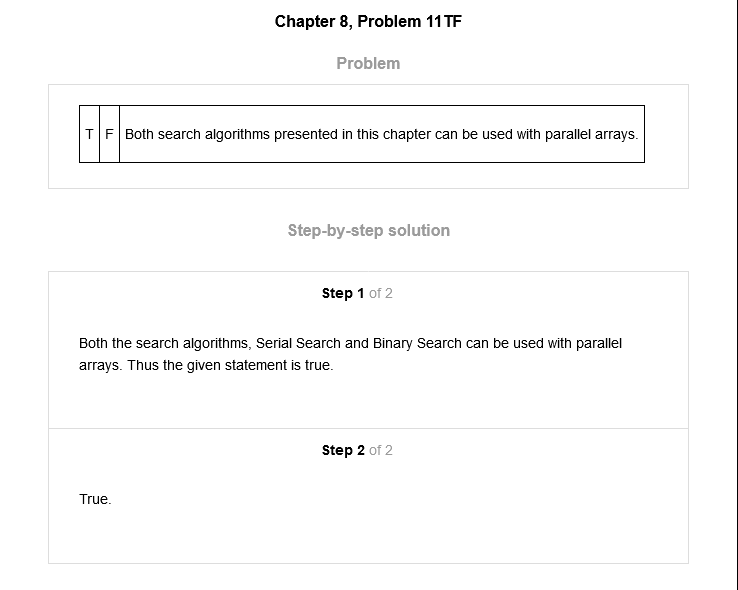 Chapter 8, Problem 11TF
Problem
T F Both search algorithms presented in this chapter can be used with parallel arrays.
Step-by-step solution
Step 1 of 2
Both the search algorithms, Serial Search and Binary Search can be used with parallel
arrays. Thus the given statement is true.
Step 2 of 2
True.